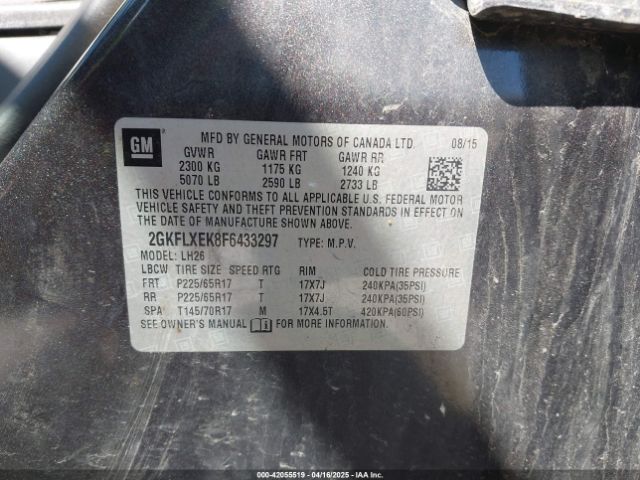 GM
MFD BY GENERAL MOTORS OF CANADA LTD 08/15
GVWR GAWR FRT GAWR RR
2300 KG 1175 KG 1240 KG
5070 LB 2590 LB 2733 LB
THIS VEHICLE CONFORMS TO ALL APPLICABLE U.S. FEDERAL MOTOR
VEHICLE SAFETY AND THEFT PREVENTION STANDARDS IN EFFECT ON
THE DATE OF MANUFACTURE SHOWN ABOVE.
2GKFLXEK8F6433297 TYPE: M.P.V.
MODEL: LH26
LBCW TIRE SIZE SPEED RTG RIM COLD TIRE PRESSURE
FRT P225/65R17 T 17X7J 240KPA(35PSI)
RR P225/65R17 T 17X7J 240KPA(35PSI)
SPA T145/70R17 M 17X4.5T 420KPA(60PSI)
SEE OWNER'S MANUAL FOR MORE INFORMATION.
000-42055519 - 04/16/2025 - IAAI.com